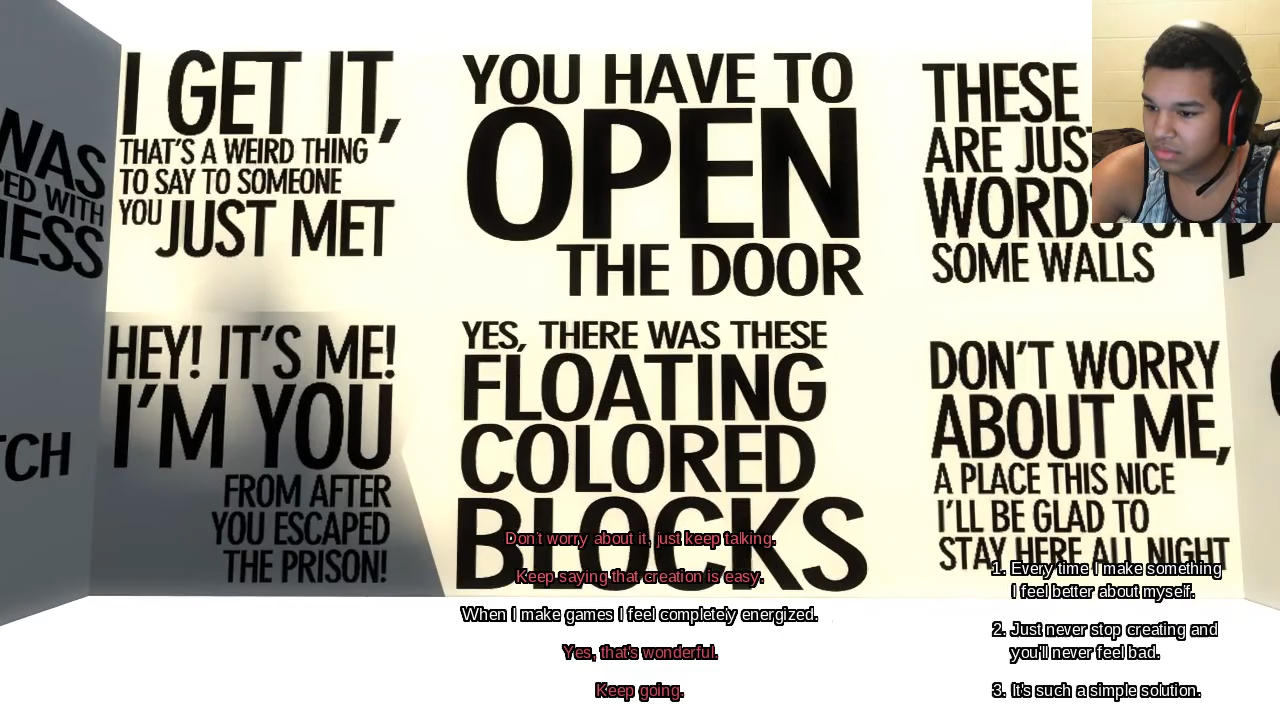 WAS
PED WITH
NESS
TCH
I GET IT,
THAT'S A WEIRD THING
TO SAY TO SOMEONE
YOU JUST MET
HEY! IT'S ME!
I'M YOU
FROM AFTER
YOU ESCAPED
THE PRISON!
YOU HAVE TO
OPEN
THE DOOR
YES, THERE WAS THESE
FLOATING
COLORED
BLOCKS
THESE
ARE JUST
WORDS ON
SOME WALLS
DON'T WORRY
ABOUT ME,
A PLACE THIS NICE
I'LL BE GLAD TO
STAY HERE ALL NIGHT
Don't worry about it, just keep talking.
Keep saying that creation is easy.
When I make games I feel completely energized.
Yes, that's wonderful.
Keep going.
1. Every time I make something
I feel better about myself.
2. Just never stop creating and
you'll never feel bad.
3. It's such a simple solution.